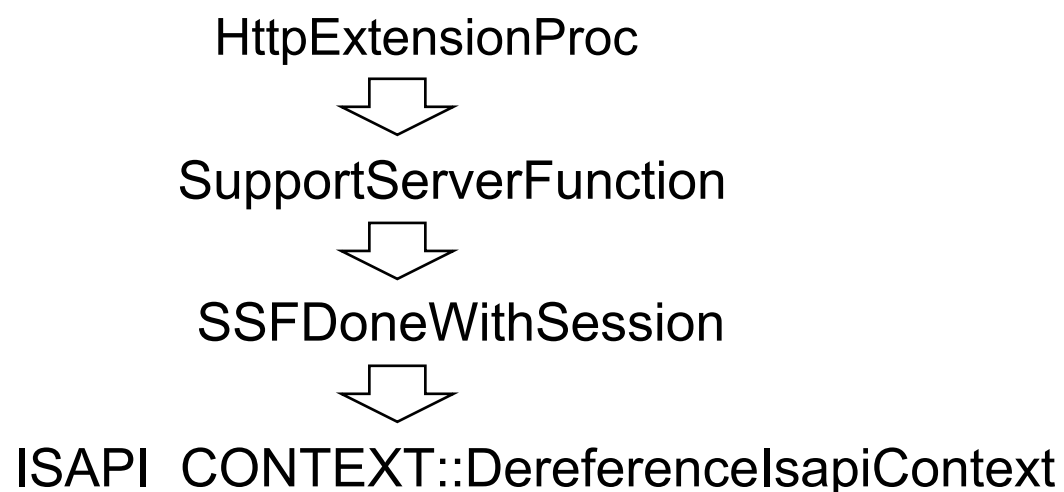 HttpExtensionProc
SupportServerFunction
SSFDoneWithSession
ISAPI CONTEXT::DereferenceIsapiContext